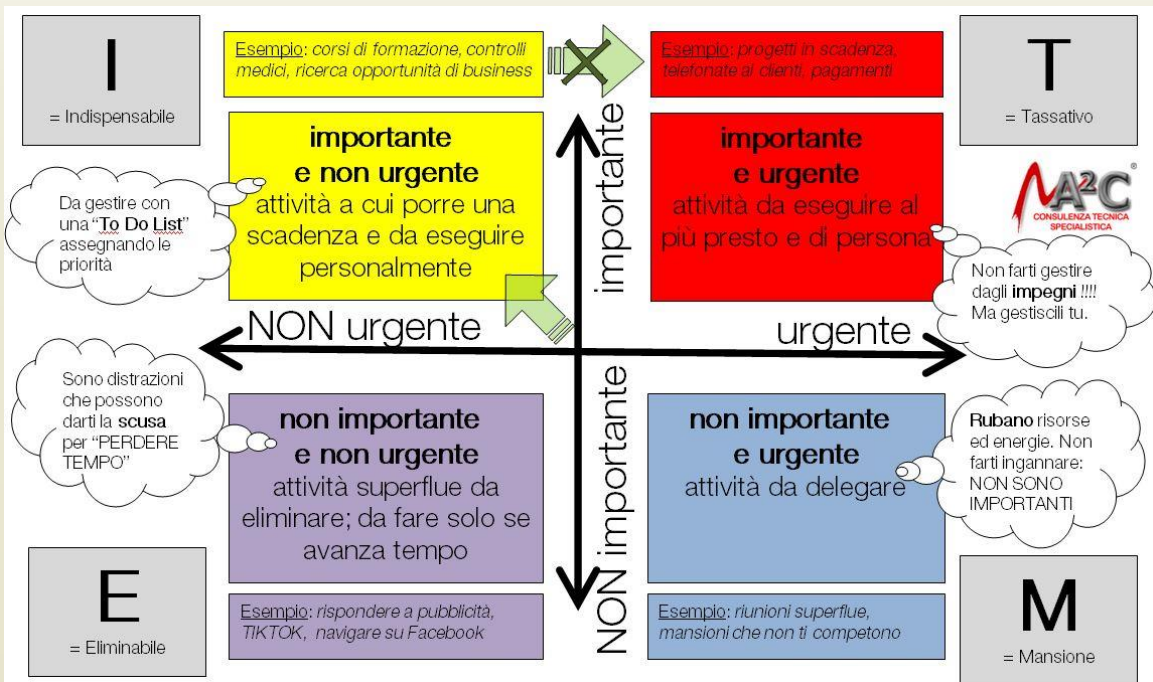 I
= Indispensabile
Esempio: corsi di formazione, controlli
medici, ricerca opportunità di business
Esempio: progetti in scadenza,
telefonate ai clienti, pagamenti
T
= Tassativo
importante
e non urgente
attività a cui porre una
scadenza e da eseguire
personalmente
importante
importante
e urgente
attività da eseguire al
più presto e di persona
A2C®
CONSULENZA TECNICA
SPECIALISTICA
Da gestire con
una “To Do List”
assegnando le
priorità
Non farti gestire
dagli impegni !!!!
Ma gestiscili tu.
NON urgente
urgente
Sono distrazioni
che possono
darti la scusa
per “PERDERE
TEMPO”
non importante
e non urgente
attività superflue da
eliminare; da fare solo se
avanza tempo
NON importante
non importante
e urgente
attività da delegare
Rubano risorse
ed energie. Non
farti ingannare:
NON SONO
IMPORTANTI
E
= Eliminabile
Esempio: rispondere a pubblicità,
TIKTOK, navigare su Facebook
Esempio: riunioni superflue,
mansioni che non ti competono
M
= Mansione